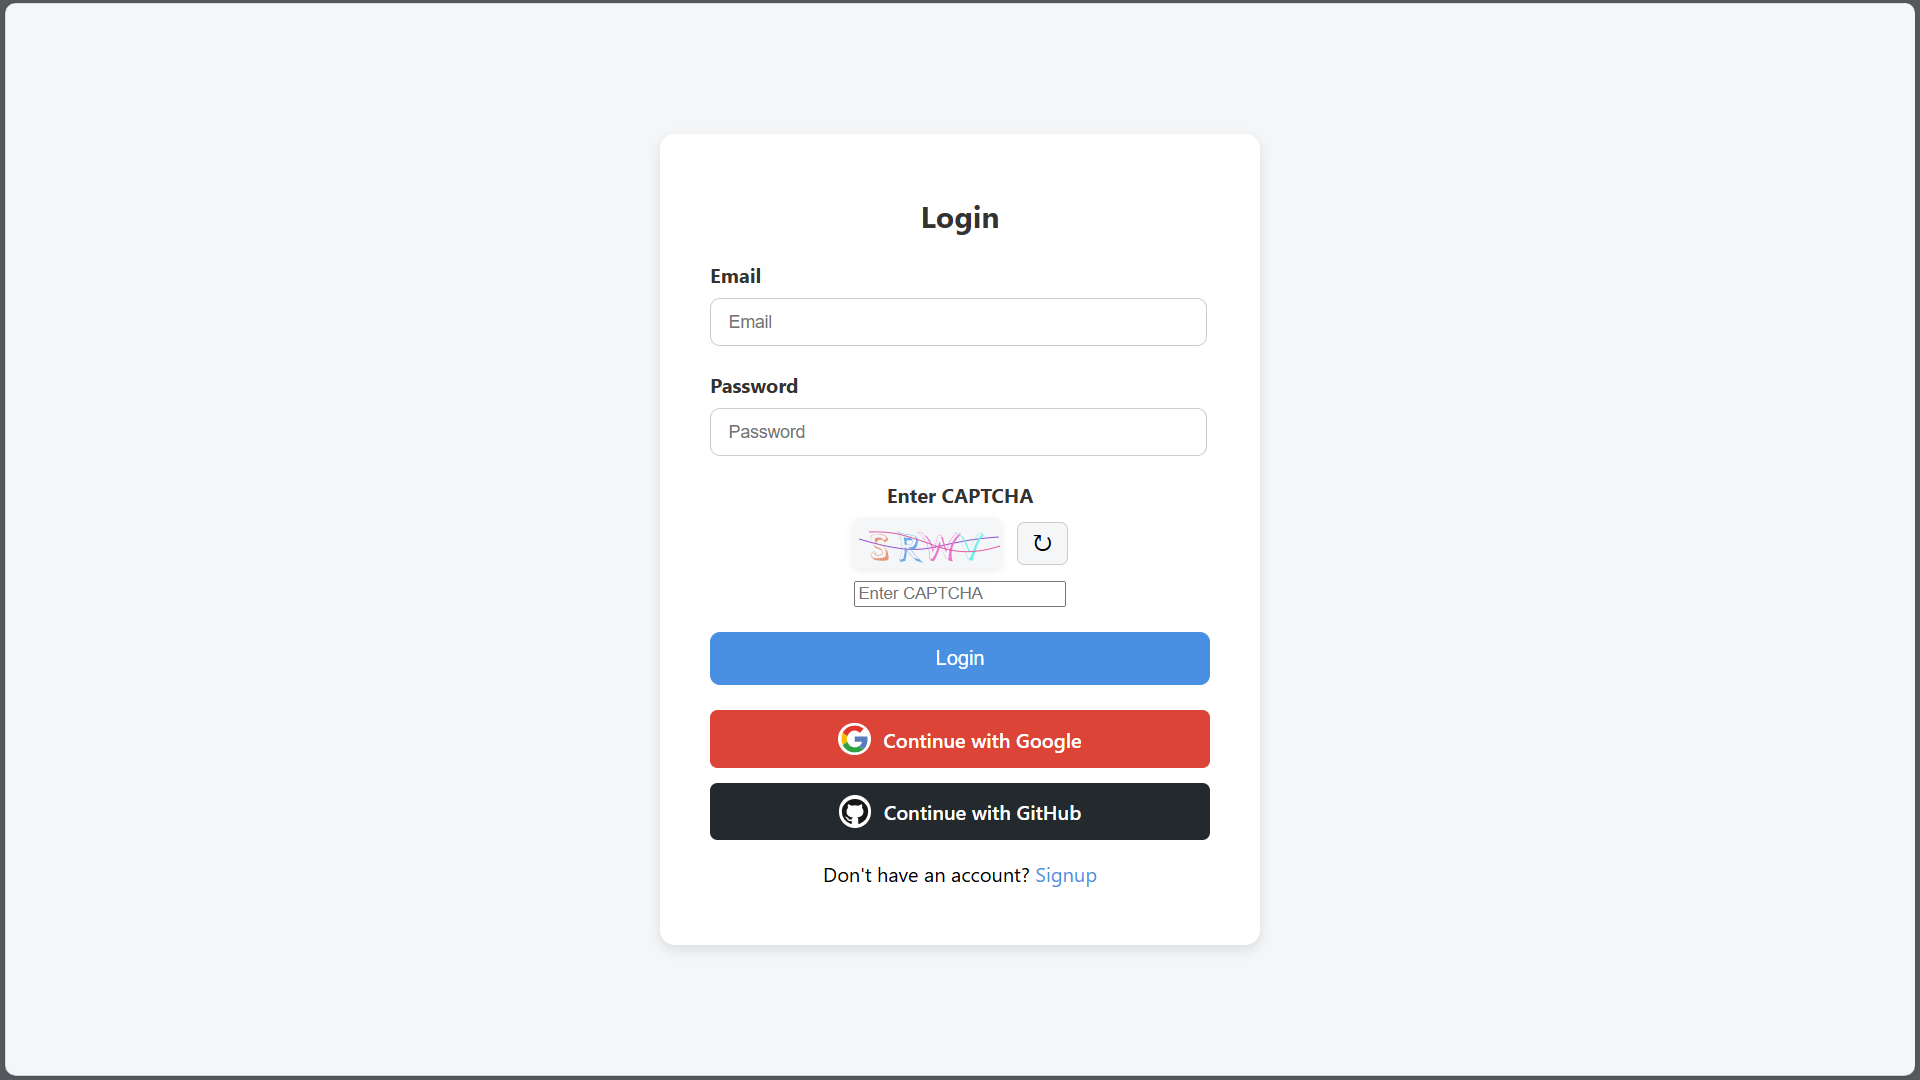 Login
Email
Email
Password
Password
Enter CAPTCHA
↻
Enter CAPTCHA
Login
Continue with Google
Continue with GitHub
Don't have an account? Signup